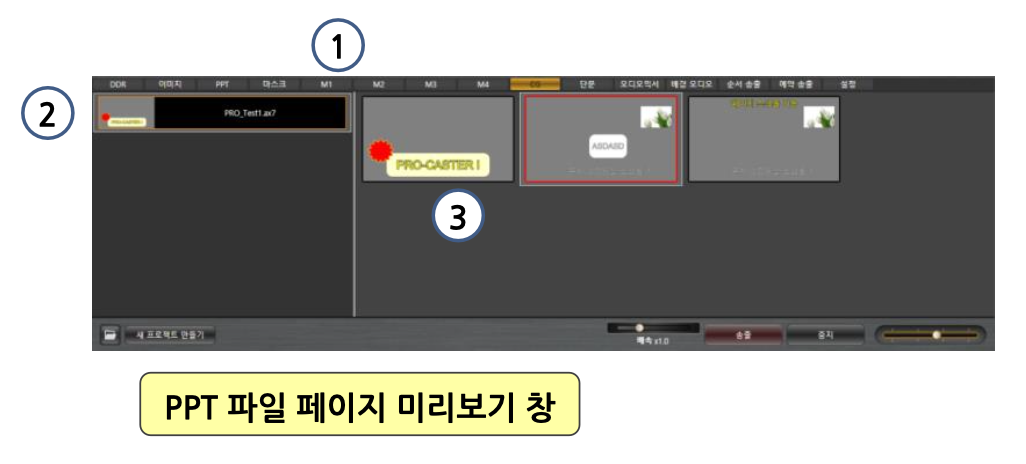 1
DDR 이미지 PPT 마스크 M1 M2 M3 M4 CG 단문 오디오믹서 배경 오디오 순서 송출 예약 송출 설정
2
PRO_Test1.ax7
PRO-CASTER I
ASDASD
3
새 프로젝트 만들기
배속 x1.0
송출
중지
PPT 파일 페이지 미리보기 창